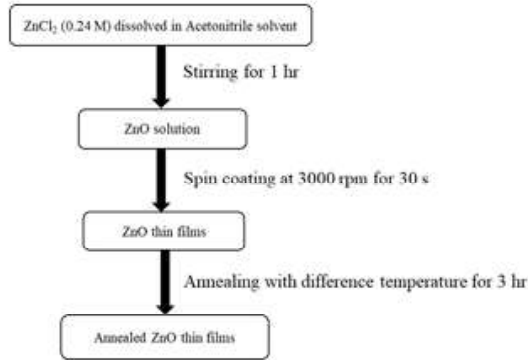 ZnCl₂ (0.24 M) dissolved in Acetonitrile solvent
Stirring for 1 hr
ZnO solution
Spin coating at 3000 rpm for 30 s
ZnO thin films
Annealing with difference temperature for 3 hr
Annealed ZnO thin films